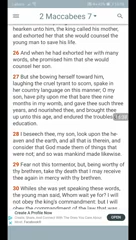 2 Maccabees 7
hearken unto him, the king called his mother,
and exhorted her that she would counsel the
young man to save his life.
26 And when he had exhorted her with many
words, she promised him that she would
counsel her son.
27 But she bowing herself toward him,
laughing the cruel tyrant to scorn, spake in
her country language on this manner; O my
son, have pity upon me that bare thee nine
months in my womb, and gave thee such three
years, and nourished thee, and brought thee
up unto this age, and endured the troubles of
education.
28 I beseech thee, my son, look upon the heaven
and the earth, and all that is therein, and
consider that God made them of things that
were not; and so was mankind made likewise.
29 Fear not this tormentor, but, being worthy
of thy brethren, take thy death that I may receive
thee again in mercy with thy brethren.
30 Whiles she was yet speaking these words,
the young man said, Whom wait ye for? I will
not obey the king's commandment: but I will
obey the commandment of the law that was
Create A Profile Now